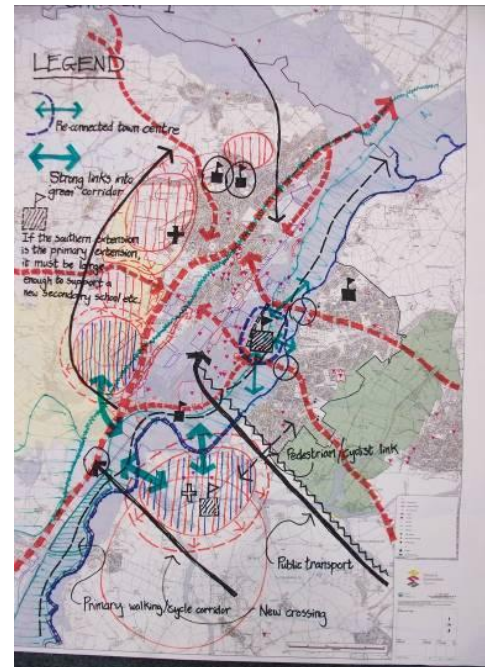 LEGEND
Re-connected town centre
Strong links into
green corridor
If the southern extension
is the primary extension,
it must be large
enough to support a
new secondary school etc.
Pedestrian/cyclist link
Public transport
Primary walking/cycle corridor
New crossing